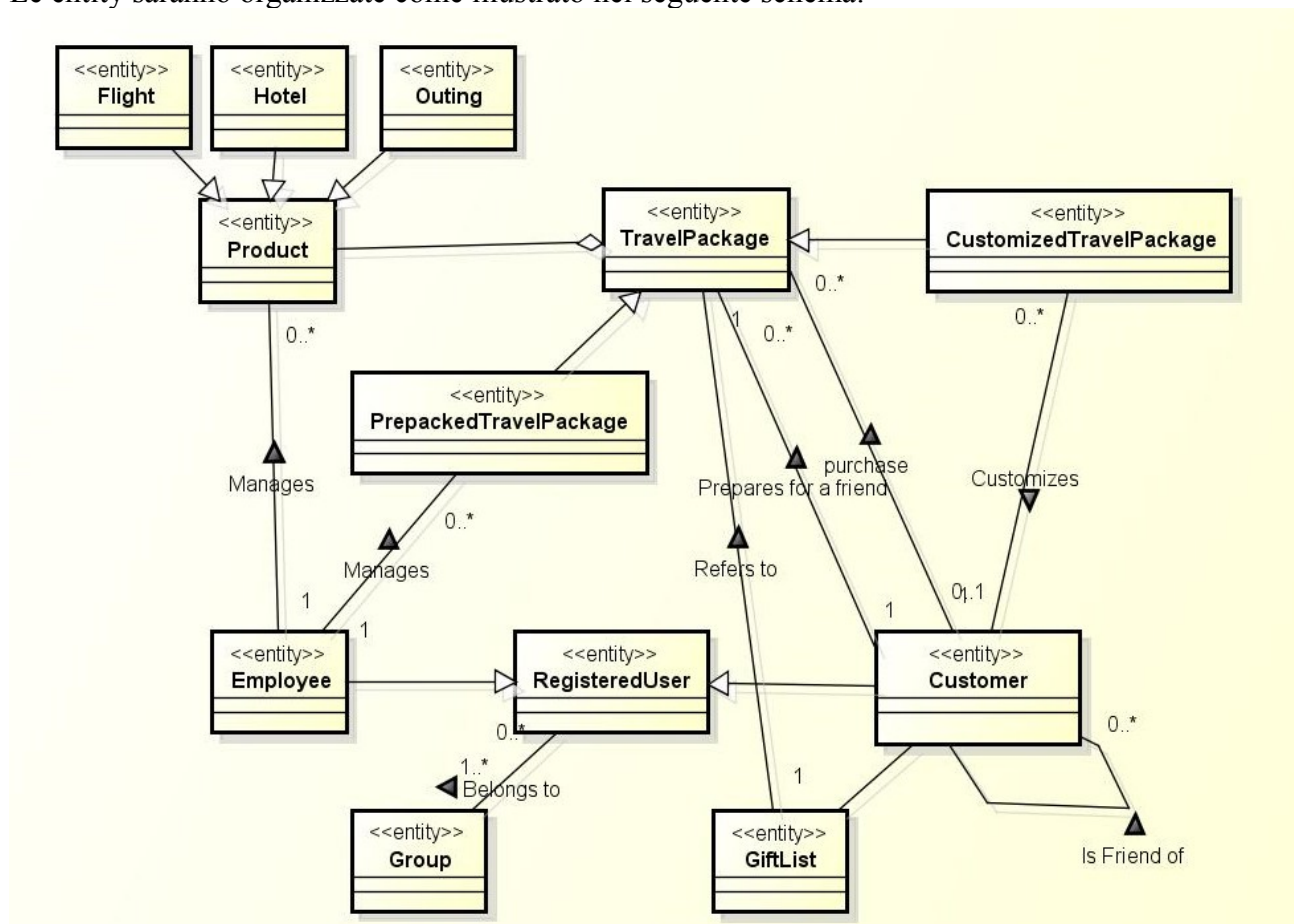 Le entity saranno organizzate come illustrato nel seguente schema:
<<entity>>
Flight
<<entity>>
Hotel
<<entity>>
Outing
<<entity>>
Product
<<entity>>
TravelPackage
<<entity>>
CustomizedTravelPackage
0..*
0..*
1
0..*
0..*
<<entity>>
PrepackedTravelPackage
Manages
0..*
purchase
Prepares for a friend
Customizes
Manages
Refers to
1
1
1
0..1
<<entity>>
Employee
<<entity>>
RegisteredUser
<<entity>>
Customer
0..*
0..*
1..*
Belongs to
1
<<entity>>
Group
<<entity>>
GiftList
Is Friend of